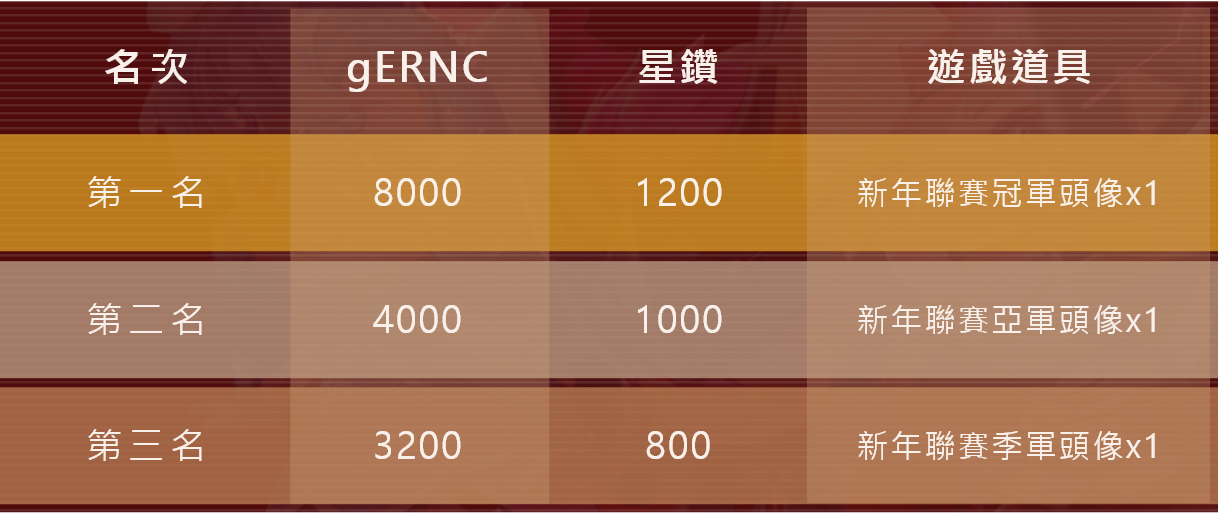 名次 gERNC 星鑽 遊戲道具
第一名 8000 1200 新年聯賽冠軍頭像x1
第二名 4000 1000 新年聯賽亞軍頭像x1
第三名 3200 800 新年聯賽季軍頭像x1